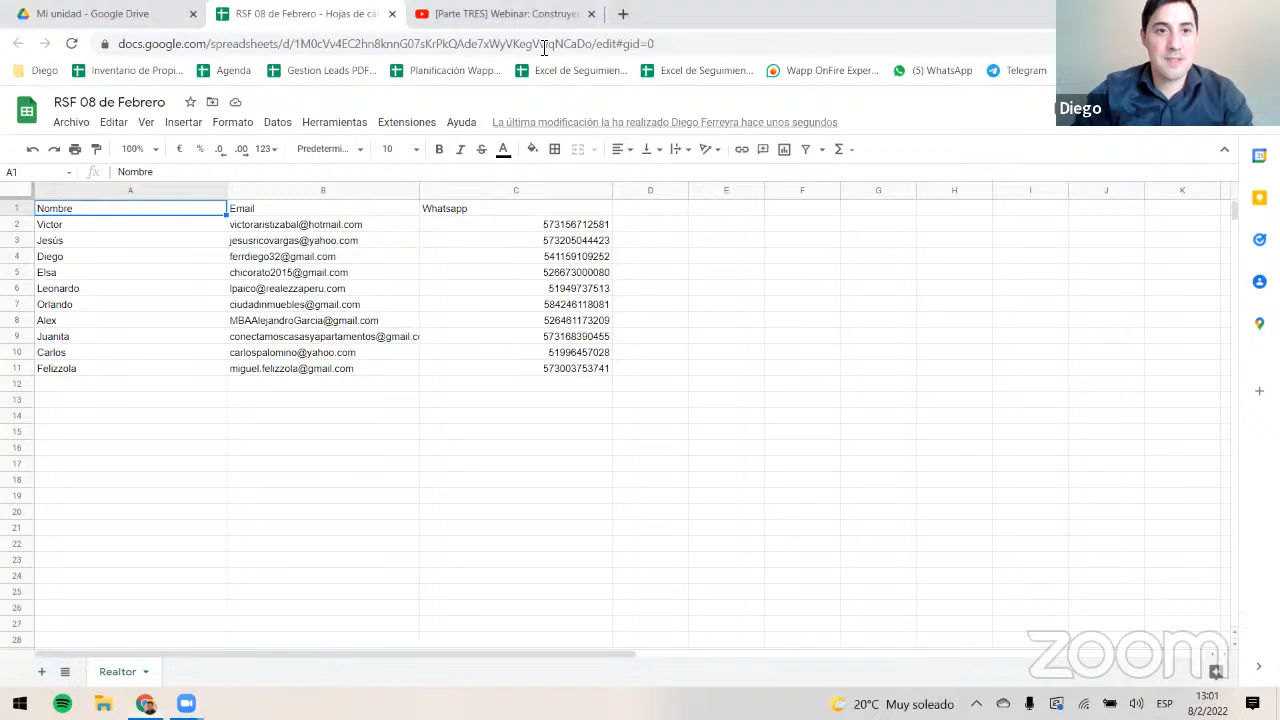 Mi unidad - Google Drive
RSF 08 de Febrero - Hojas de cál
[Parte TRES] Webinar: Construye
docs.google.com/spreadsheets/d/1M0cVv4EC2hn8knnG07sKrPkQAde7xWyVKegV
Diego
Inventario de Propi...
Agenda
Gestion Leads PDF...
Planificación Wapp...
Excel de Seguimien...
Excel de Seguimien...
Wapp OnFire Exper...
(5) WhatsApp
Telegram
Diego
RSF 08 de Febrero
Archivo Editar Ver Insertar Formato Datos Herramientas Extensiones Ayuda La última modificación la ha realizado Diego Ferreyra hace unos segundos
100% € % .0 .00 123 Predetermi... 10 B I S A
A1 fx Nombre
A B C D E F G H I J K
1 Nombre Email Whatsapp
2 Victor victoraristizabal@hotmail.com 573156712581
3 Jesús jesusricovargas@yahoo.com 573205044423
4 Diego ferrdiego32@gmail.com 541159109252
5 Elsa chicorato2015@gmail.com 526673000080
6 Leonardo lpaico@realezzaperu.com 51949737513
7 Orlando ciudadinmuebles@gmail.com 584246118081
8 Alex MBAAlejandroGarcia@gmail.com 526461173209
9 Juanita conectamoscasasyapartamentos@gmail.c 573168390455
10 Carlos carlospalomino@yahoo.com 51996457028
11 Felizzola miguel.felizzola@gmail.com 573003753741
12
13
14
15
16
17
18
19
20
21
22
23
24
25
26
27
28
zoom
Realtor
20°C Muy soleado
ESP
13:01
8/2/2022